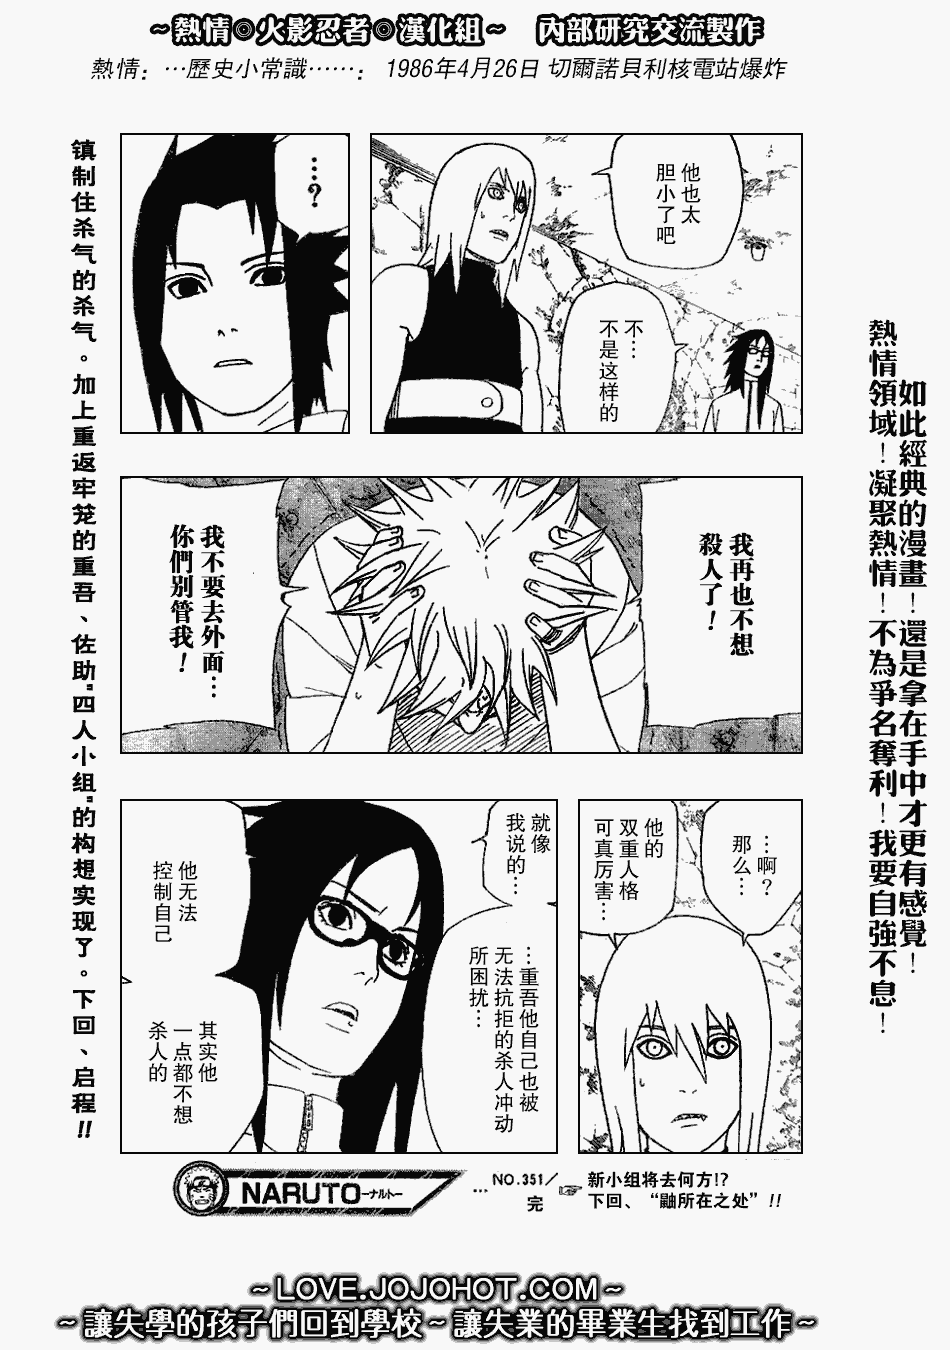 ~熱情◎火影忍者◎漢化組~　內部研究交流製作
熱情：…歷史小常識……：1986年4月26日 切爾諾貝利核電站爆炸
如此經典的漫畫！還是拿在手中才更有感覺！
熱情領域！凝聚熱情！不為爭名奪利！我要自強不息！
他也太
胆小了吧
不…
不是这样的
…?
我再也不想
殺人了！
我不要去外面…
你們別管我！
…啊？
那么…
他的
双重人格
可真厉害…
就像
我说的…
…重吾他自己也被
无法抗拒的杀人冲动
所困扰…
他无法
控制自己
其实他
一点都不想
杀人的
镇制住杀气的杀气。加上重返牢笼的重吾、佐助"四人小组"的构想实现了。下回、启程!!
NARUTO ーナルトー
…
NO.351／
完
☞新小组将去何方!?
下回、“鼬所在之处”!!
~LOVE.JOJOHOT.COM~
~讓失學的孩子們回到學校~讓失業的畢業生找到工作~